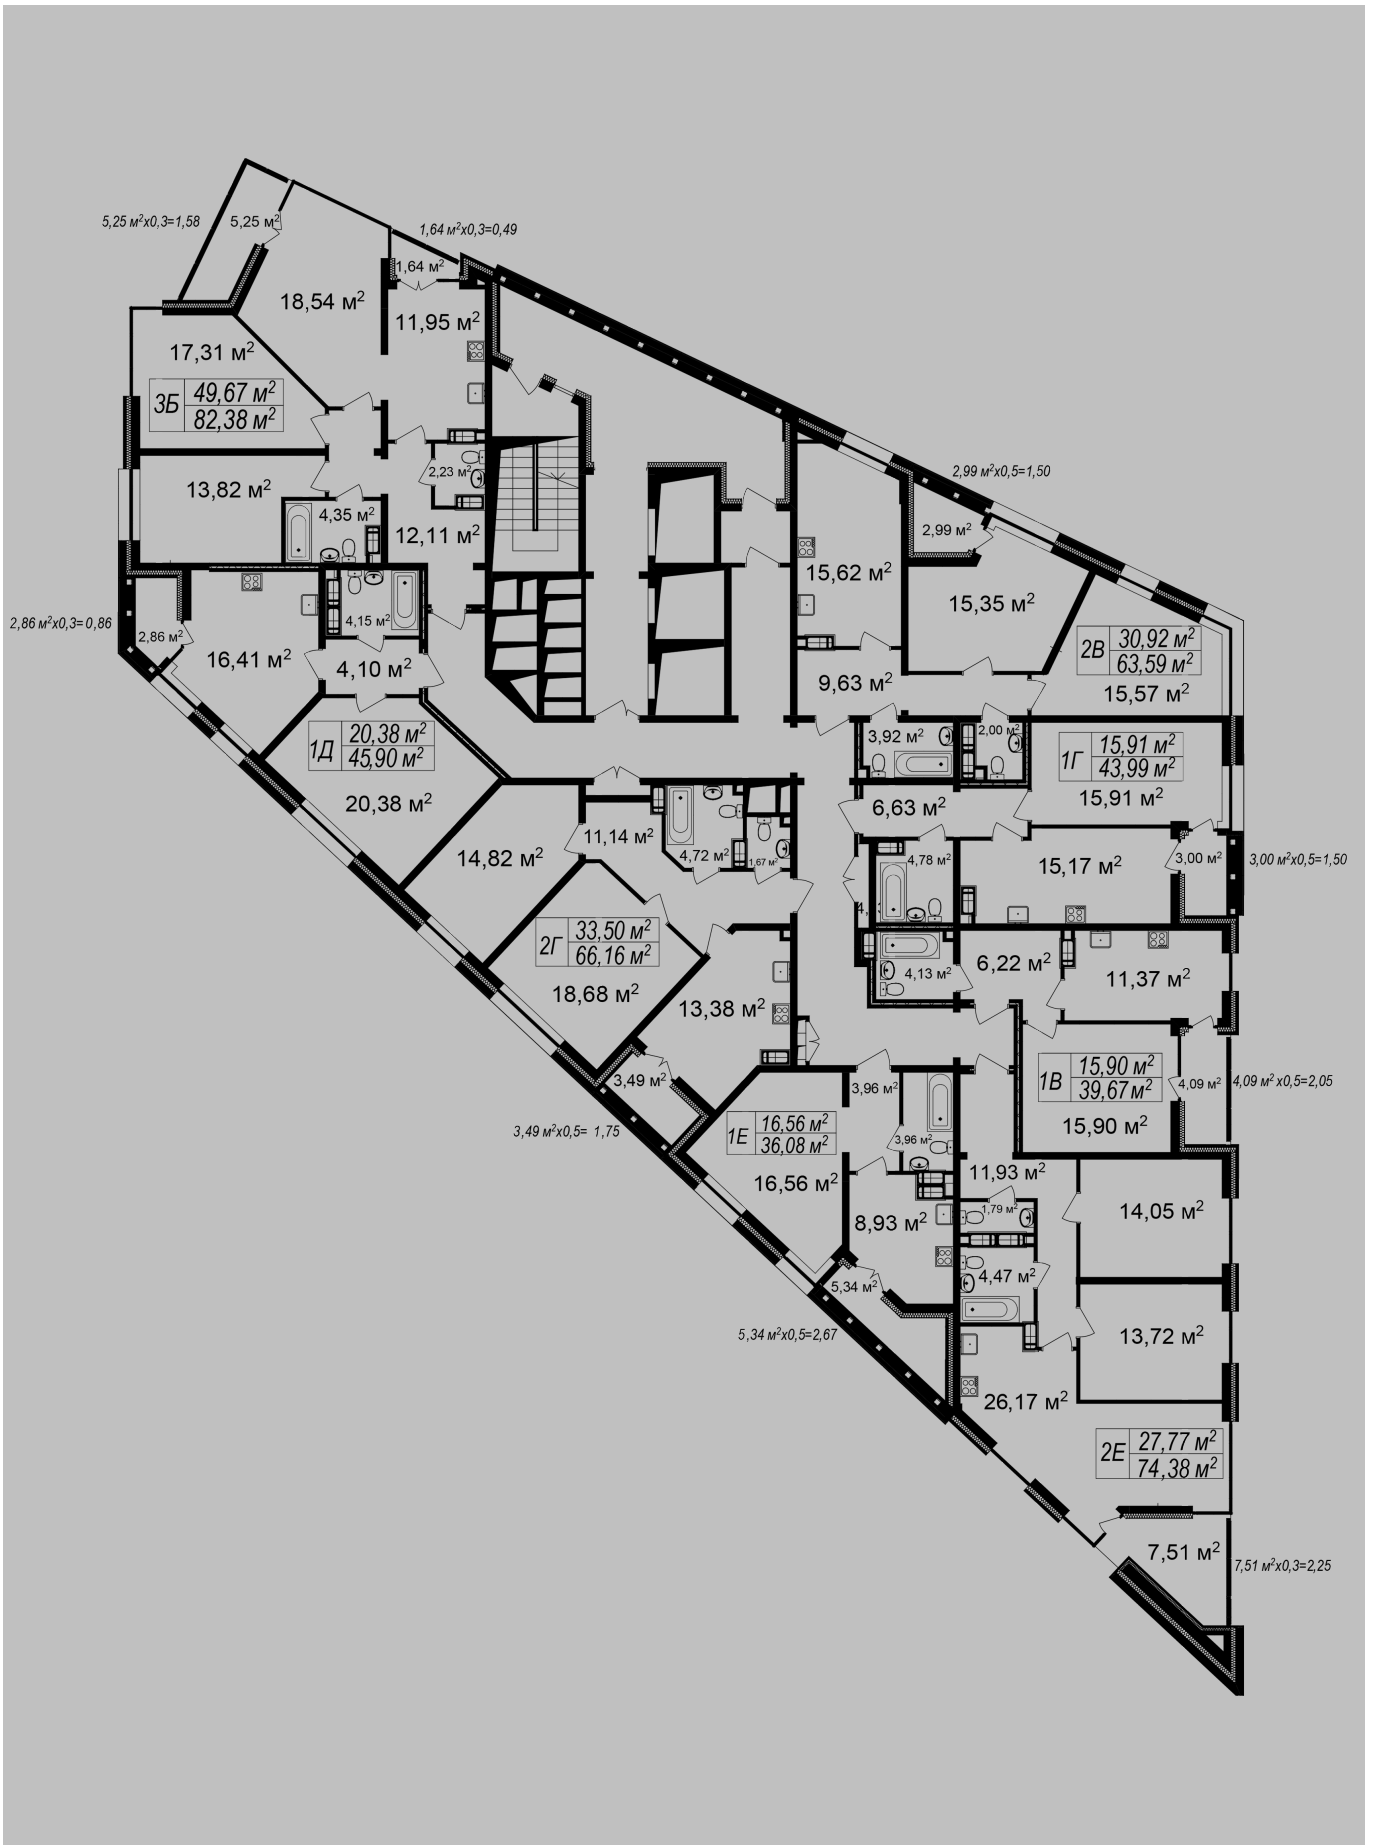 5,25 м²х0,3=1,58
5,25 м²
1,64 м²х0,3=0,49
1,64 м²
18,54 м²
11,95 м²
17,31 м²
3Б
49,67 м²
82,38 м²
2,23 м²
13,82 м²
4,35 м²
12,11 м²
2,99 м²х0,5=1,50
2,99 м²
15,62 м²
15,35 м²
2,86 м²х0,3= 0,86
2,86 м²
4,15 м²
16,41 м²
4,10 м²
2В
30,92 м²
63,59 м²
9,63 м²
15,57 м²
1Д
20,38 м²
45,90 м²
3,92 м²
2,00 м²
1Г
15,91 м²
43,99 м²
20,38 м²
6,63 м²
15,91 м²
14,82 м²
11,14 м²
4,72 м²
1,67 м²
4,78 м²
15,17 м²
3,00 м²
3,00 м²х0,5=1,50
2Г
33,50 м²
66,16 м²
4,13 м²
6,22 м²
11,37 м²
18,68 м²
13,38 м²
3,49 м²
3,96 м²
1В
15,90 м²
39,67 м²
4,09 м²
4,09 м²х0,5=2,05
3,49 м²х0,5= 1,75
1Е
16,56 м²
36,08 м²
3,96 м²
15,90 м²
16,56 м²
11,93 м²
8,93 м²
1,79 м²
14,05 м²
5,34 м²
4,47 м²
5,34 м²х0,5=2,67
13,72 м²
26,17 м²
2Е
27,77 м²
74,38 м²
7,51 м²
7,51 м²х0,3=2,25